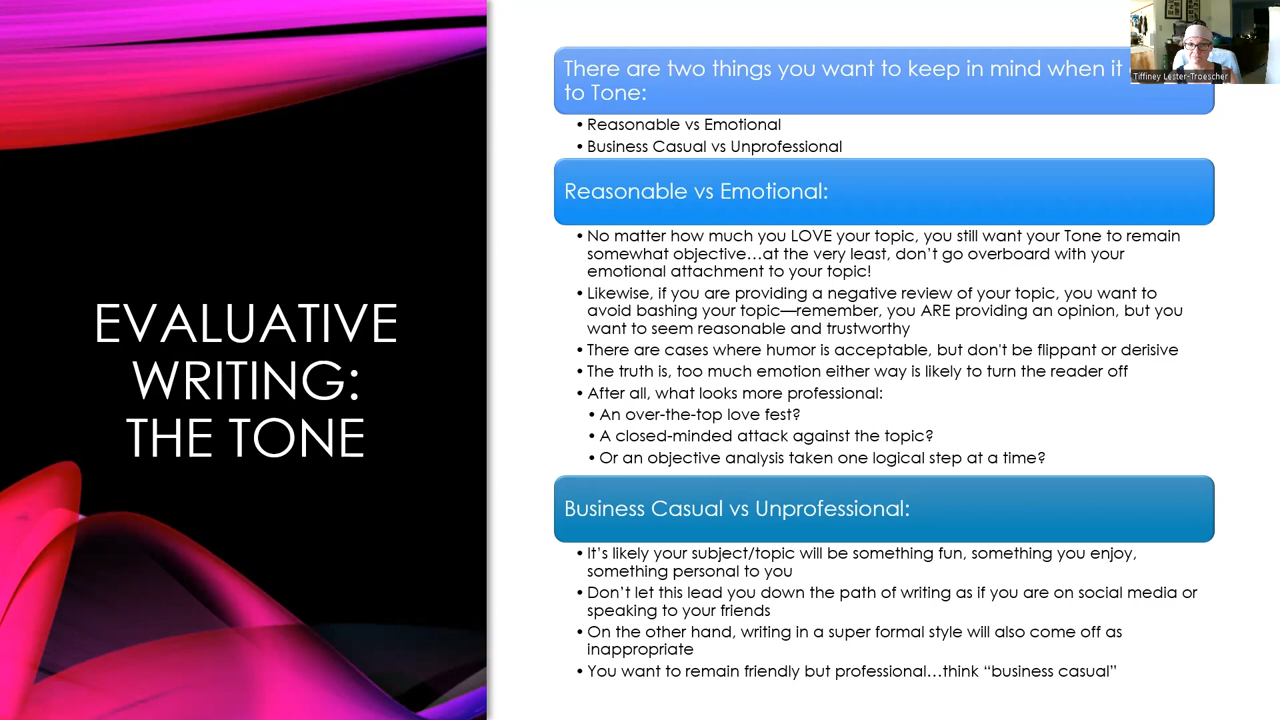 EVALUATIVE
WRITING:
THE TONE
There are two things you want to keep in mind when it
to Tone:
• Reasonable vs Emotional
• Business Casual vs Unprofessional
Reasonable vs Emotional:
• No matter how much you LOVE your topic, you still want your Tone to remain
somewhat objective…at the very least, don’t go overboard with your
emotional attachment to your topic!
• Likewise, if you are providing a negative review of your topic, you want to
avoid bashing your topic—remember, you ARE providing an opinion, but you
want to seem reasonable and trustworthy
• There are cases where humor is acceptable, but don't be flippant or derisive
• The truth is, too much emotion either way is likely to turn the reader off
• After all, what looks more professional:
• An over-the-top love fest?
• A closed-minded attack against the topic?
• Or an objective analysis taken one logical step at a time?
Business Casual vs Unprofessional:
• It’s likely your subject/topic will be something fun, something you enjoy,
something personal to you
• Don’t let this lead you down the path of writing as if you are on social media or
speaking to your friends
• On the other hand, writing in a super formal style will also come off as
inappropriate
• You want to remain friendly but professional…think “business casual”
Tiffiney Lester-Troescher